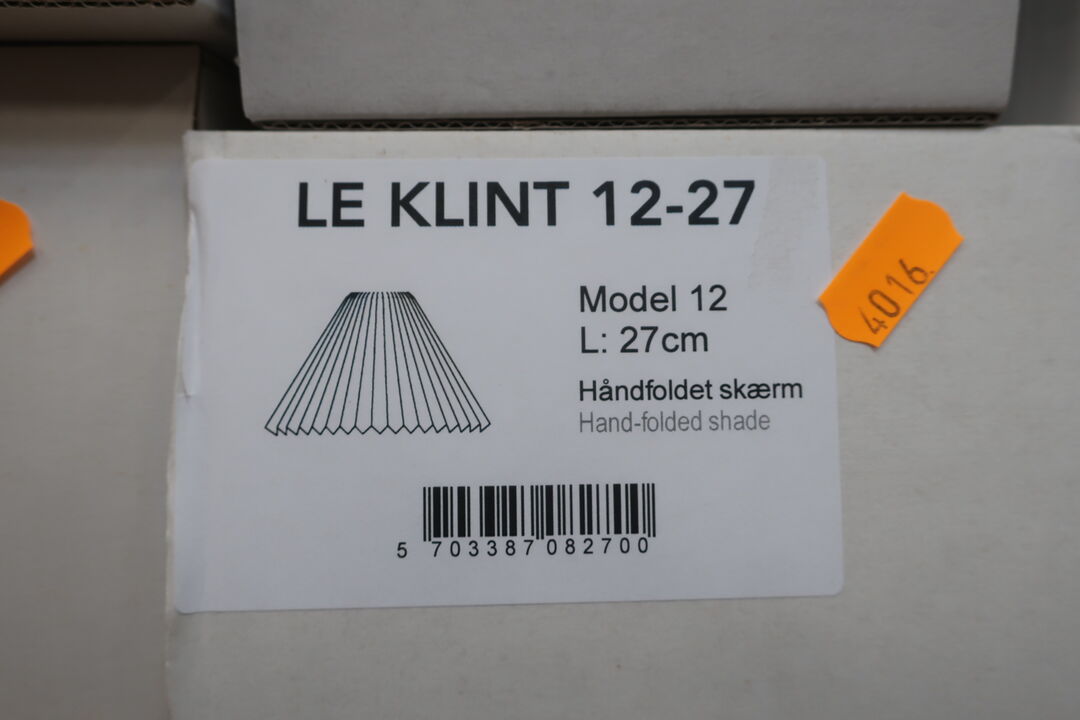 LE KLINT 12-27
Model 12
L: 27cm
Håndfoldet skærm
Hand-folded shade
5 703387 082700
4016